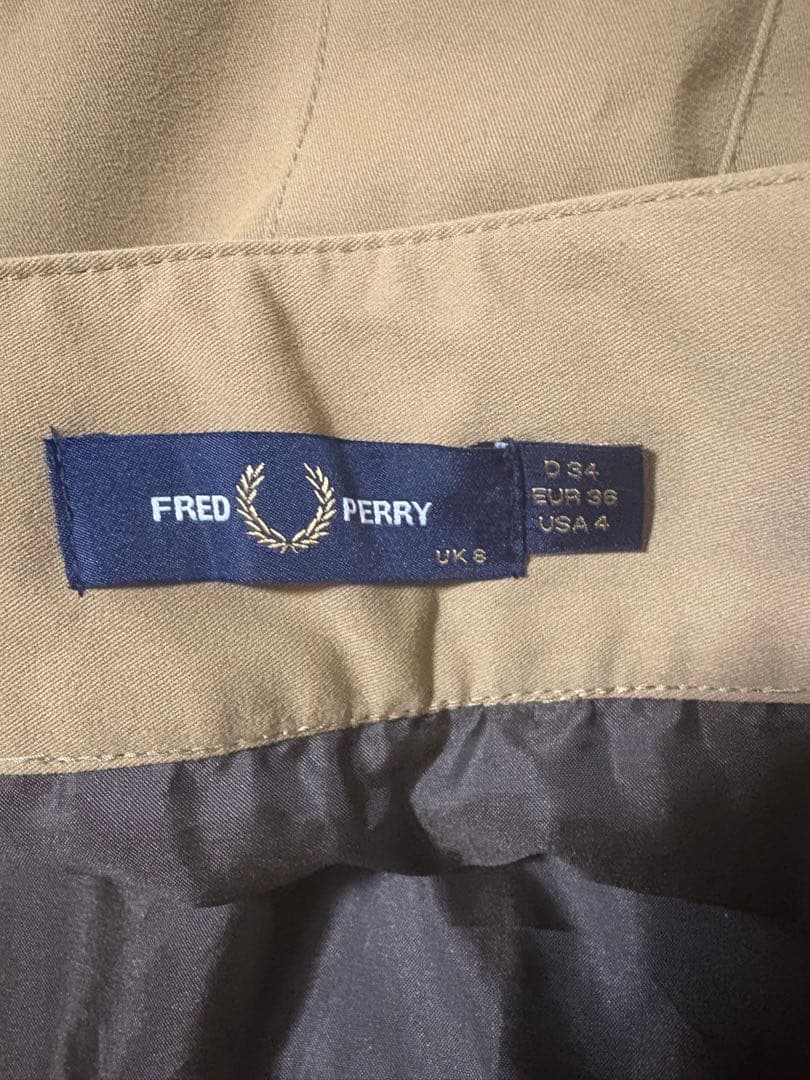 FRED PERRY
UK 8
D 34
EUR 36
USA 4